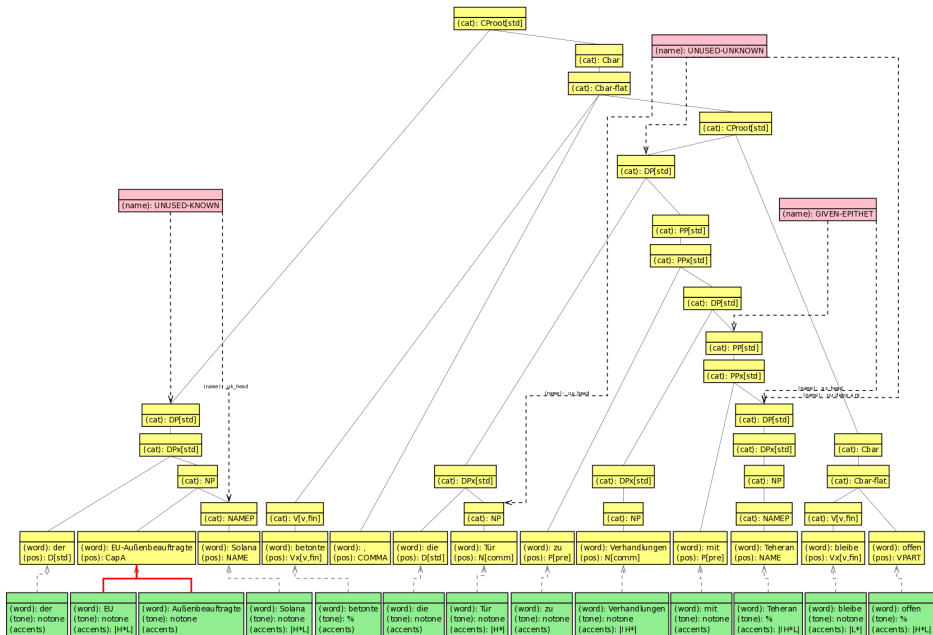 (cat): CProot[std]
(cat): Cbar
(name): UNUSED-UNKNOWN
(cat): Cbar-flat
(cat): CProot[std]
(cat): DP[std]
(name): UNUSED-KNOWN
(name): GIVEN-EPITHET
(cat): PP[std]
(cat): PPx[std]
(cat): DP[std]
(cat): PP[std]
(cat): PPx[std]
(name): uk_head
(name): uu_head
(cat): DP[std]
(cat): DP[std]
(cat): DPx[std]
(cat): DPx[std]
(cat): Cbar
(cat): NP
(cat): DPx[std]
(cat): DPx[std]
(cat): NP
(cat): Cbar-flat
(cat): NAMEP
(cat): V[v,fin]
(cat): NP
(cat): NP
(cat): NAMEP
(cat): V[v,fin]
(word): der (word): EU-Außenbeauftragte (word): Solana (word): betonte (word): , (word): die (word): Tür (word): zu (word): Verhandlungen (word): mit (word): Teheran (word): bleibe (word): offen
(pos): D[std] (pos): CapA (pos): NAME (pos): Vx[v,fin] (pos): COMMA (pos): D[std] (pos): N[comm] (pos): P[pre] (pos): N[comm] (pos): P[pre] (pos): NAME (pos): Vx[v,fin] (pos): VPART
(word): der (word): EU (word): Außenbeauftragte (word): Solana (word): betonte (word): die (word): Tür (word): zu (word): Verhandlungen (word): mit (word): Teheran (word): bleibe (word): offen
(tone): notone (tone): notone (tone): notone (tone): notone (tone): % (tone): notone (tone): notone (tone): notone (tone): notone (tone): notone (tone): % (tone): notone (tone): %
(accents) (accents): |H*L| (accents) (accents): |H*L| (accents) (accents) (accents): |H*| (accents) (accents): |!H*| (accents) (accents): |!H*L| (accents): |L*| (accents): |H*L|